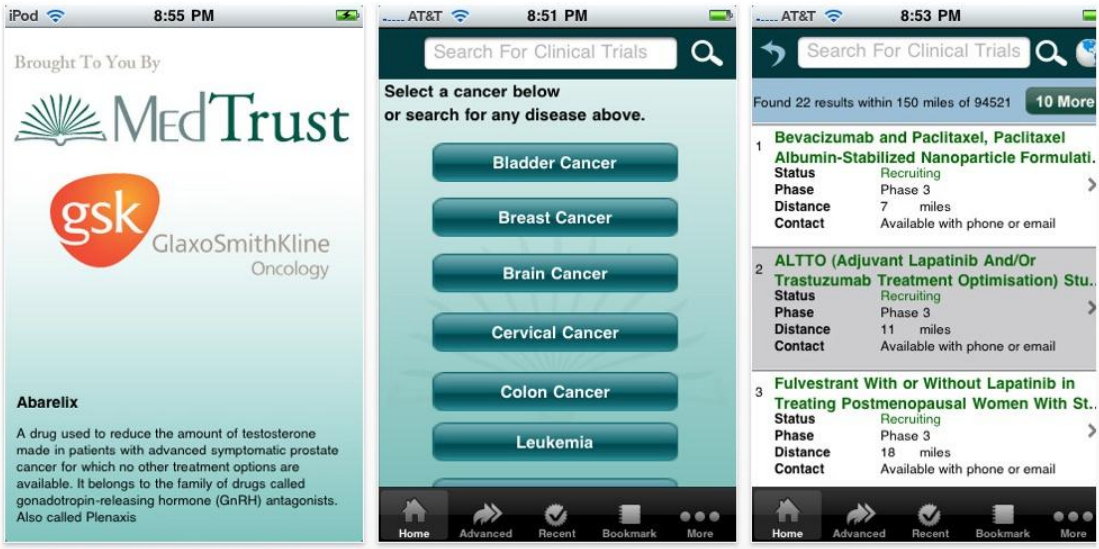 iPod 8:55 PM
Brought To You By
MedTrust
gsk
GlaxoSmithKline
Oncology
Abarelix
A drug used to reduce the amount of testosterone
made in patients with advanced symptomatic prostate
cancer for which no other treatment options are
available. It belongs to the family of drugs called
gonadotropin-releasing hormone (GnRH) antagonists.
Also called Plenaxis
AT&T 8:51 PM
Search For Clinical Trials
Select a cancer below
or search for any disease above.
Bladder Cancer
Breast Cancer
Brain Cancer
Cervical Cancer
Colon Cancer
Leukemia
Home Advanced Recent Bookmark More
AT&T 8:53 PM
Search For Clinical Trials
Found 22 results within 150 miles of 94521 10 More
1 Bevacizumab and Paclitaxel, Paclitaxel
Albumin-Stabilized Nanoparticle Formulati.
Status Recruiting
Phase Phase 3
Distance 7 miles
Contact Available with phone or email
2 ALTTO (Adjuvant Lapatinib And/Or
Trastuzumab Treatment Optimisation) Stu..
Status Recruiting
Phase Phase 3
Distance 11 miles
Contact Available with phone or email
3 Fulvestrant With or Without Lapatinib in
Treating Postmenopausal Women With St..
Status Recruiting
Phase Phase 3
Distance 18 miles
Contact Available with phone or email
Home Advanced Recent Bookmark More